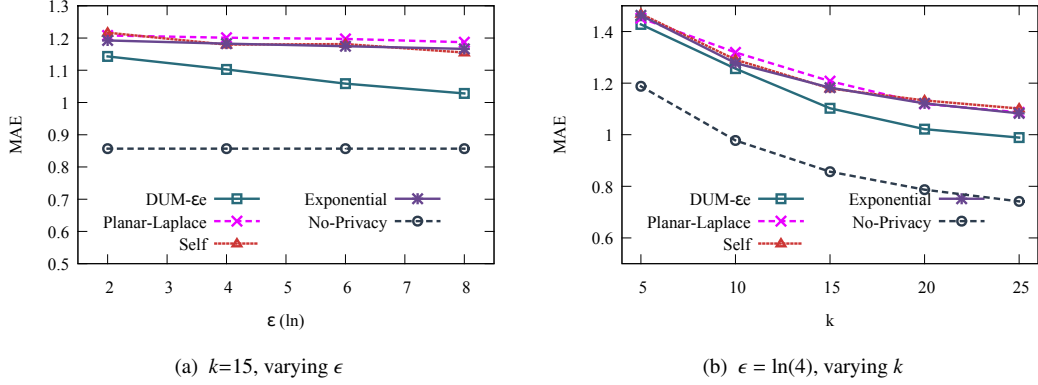 1.3
1.2
1.1
1
0.9
0.8
0.7
0.6
0.5
MAE
DUM-εe
Planar-Laplace
Self
Exponential
No-Privacy
2 3 4 5 6 7 8
ε (ln)
(a) k=15, varying ϵ
1.4
1.2
1
0.8
0.6
MAE
DUM-εe
Planar-Laplace
Self
Exponential
No-Privacy
5 10 15 20 25
k
(b) ϵ = ln(4), varying k